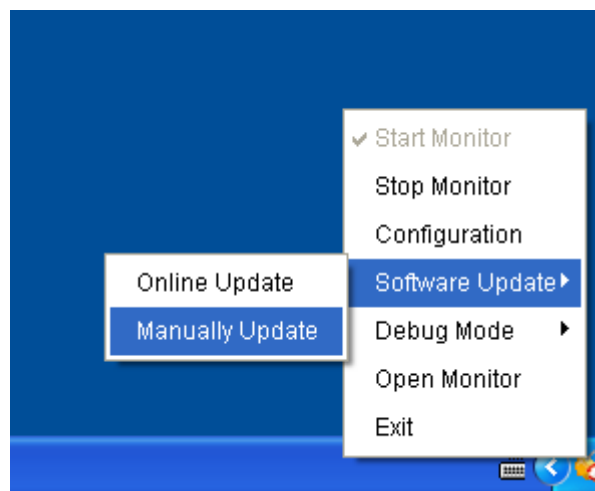 Start Monitor
Stop Monitor
Configuration
Software Update
Online Update
Manually Update
Debug Mode
Open Monitor
Exit